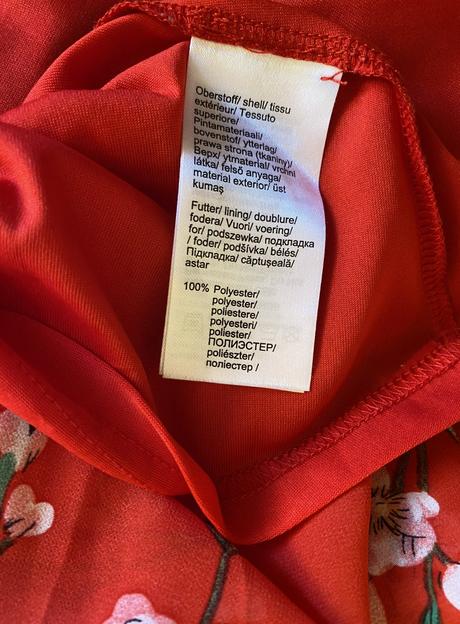 Oberstoff/ shell/ tissu
extérieur/ Tessuto
superiore/
Pintamateriaali/
bovenstof/ ytterlag/
prawa strona (tkaniny)/
Верх/ ytmaterial/ vrchní
látka/ felső anyaga/
material exterior/ üst
kumaş
Futter/ lining/ doublure/
fodera/ Vuori/ voering/
for/ podszewka/ подкладка
/ foder/ podšívka/ bélés/
Підкладка/ căptuşeală/
astar
100% Polyester/
polyester/
poliestere/
polyesteri/
poliester/
ПОЛИЭСТЕР/
poliészter/
поліестер /